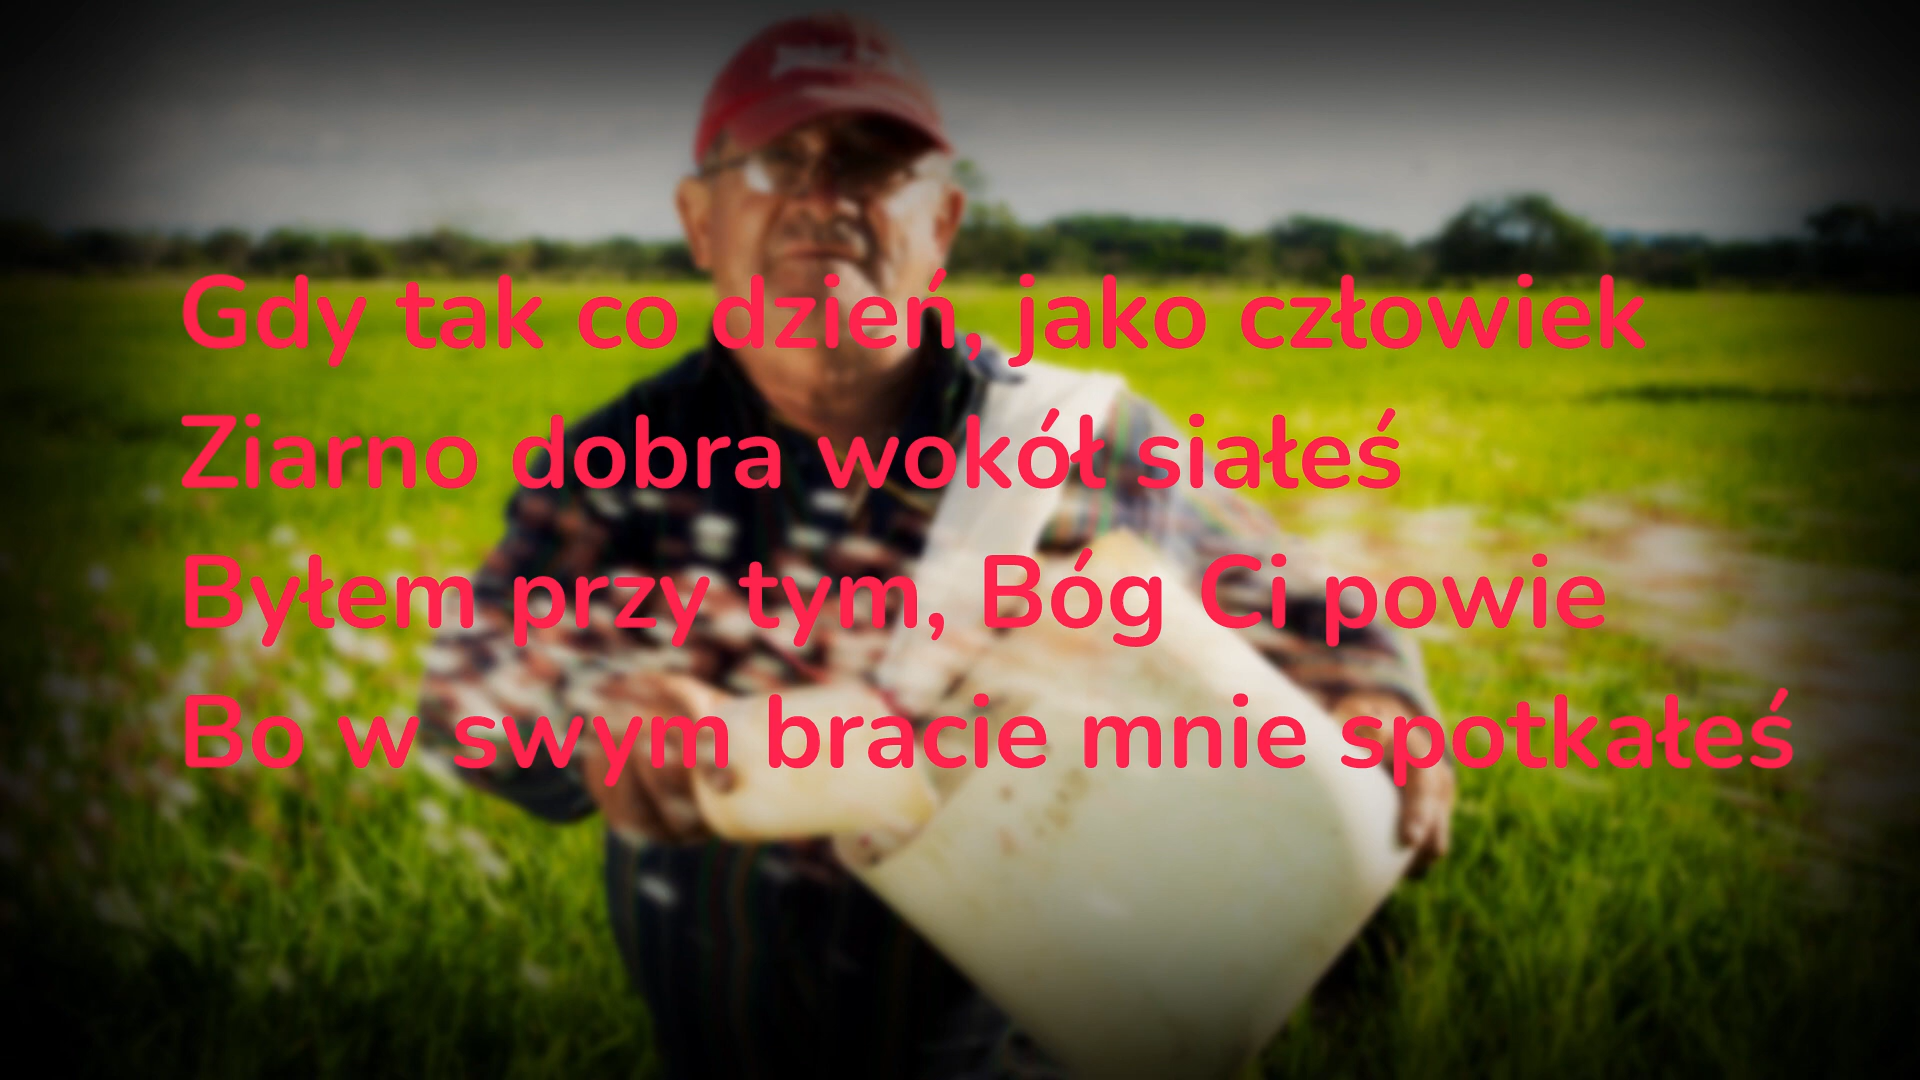 Gdy tak co dzień, jako człowiek
Ziarno dobra wokół siałeś
Byłem przy tym, Bóg Ci powie
Bo w swym bracie mnie spotkałeś